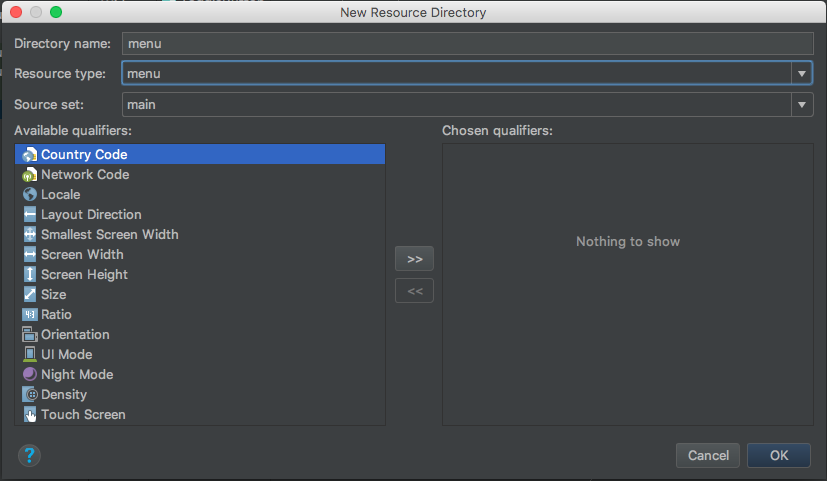 New Resource Directory
Directory name: menu
Resource type: menu
Source set: main
Available qualifiers:
Chosen qualifiers:
Country Code
Network Code
Locale
Layout Direction
Smallest Screen Width
Screen Width
Screen Height
Size
Ratio
Orientation
UI Mode
Night Mode
Density
Touch Screen
>>
<<
Nothing to show
?
Cancel
OK